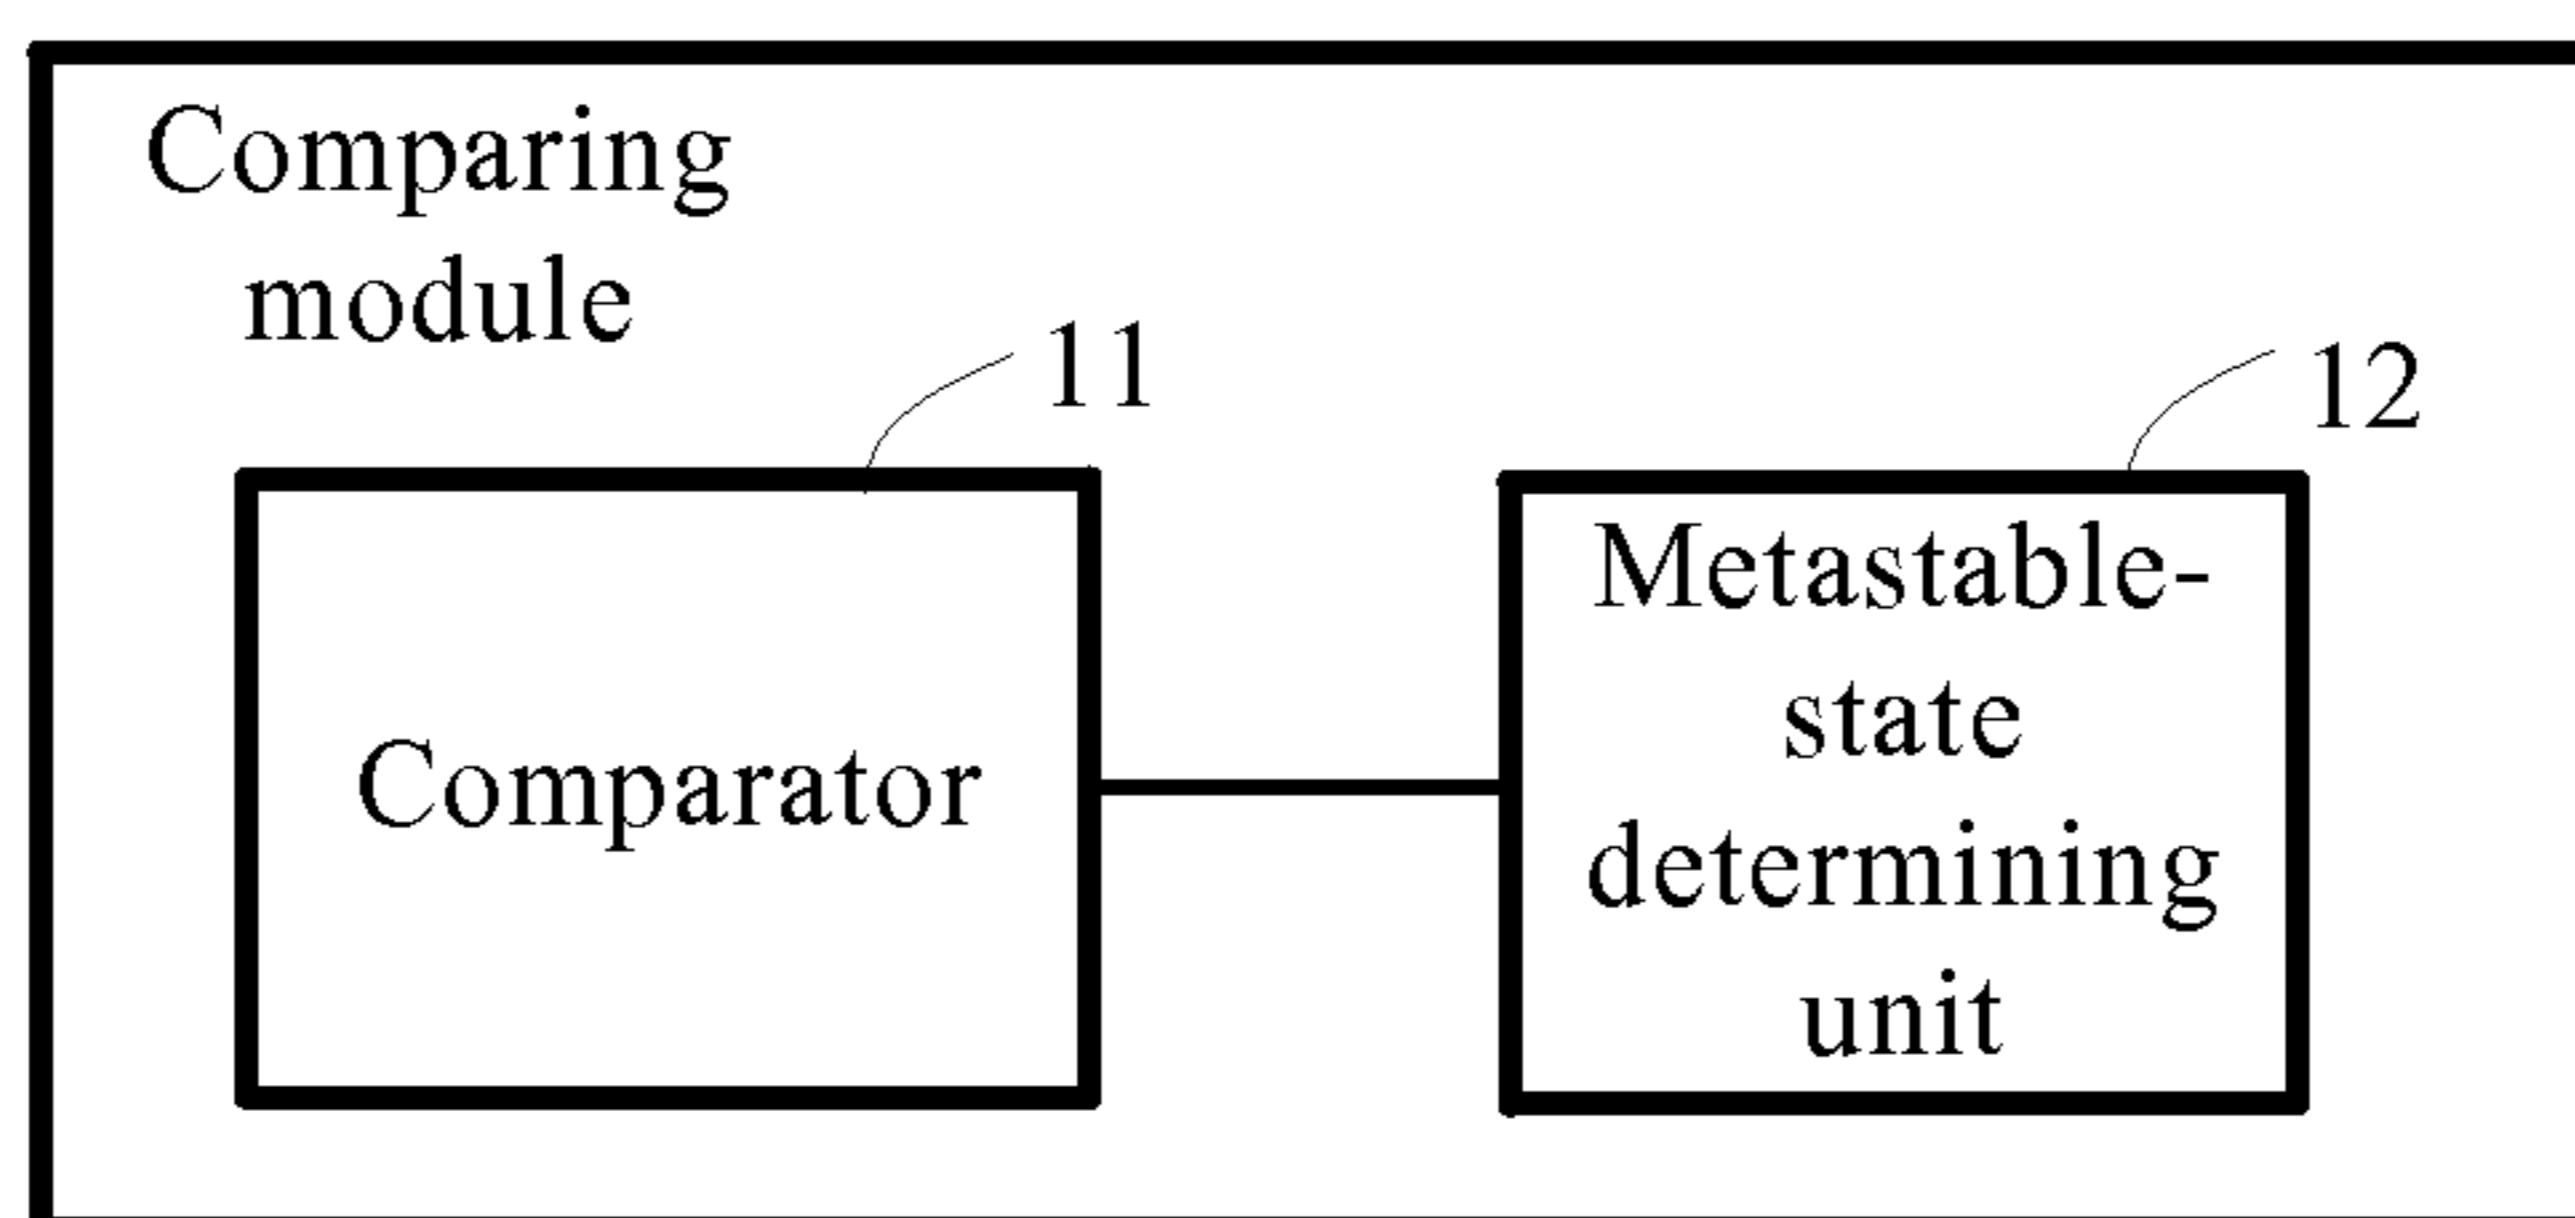 Comparing
module
11
12
Comparator
Metastable-
state
determining
unit